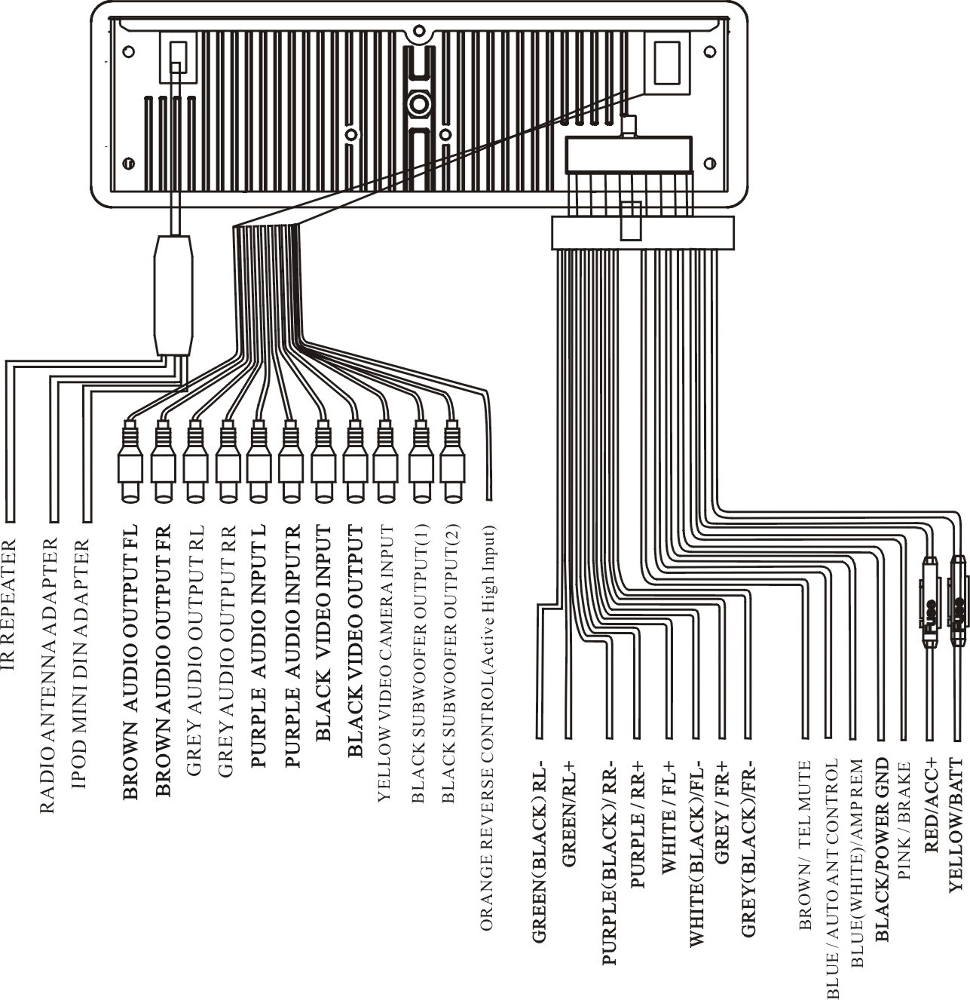 IR REPEATER
RADIO ANTENNA ADAPTER
IPOD MINI DIN ADAPTER
BROWN AUDIO OUTPUT FL
BROWN AUDIO OUTPUT FR
GREY AUDIO OUTPUT RL
GREY AUDIO OUTPUT RR
PURPLE AUDIO INPUT L
PURPLE AUDIO INPUT R
BLACK VIDEO INPUT
BLACK VIDEO OUTPUT
YELLOW VIDEO CAMERA INPUT
BLACK SUBWOOFER OUTPUT(1)
BLACK SUBWOOFER OUTPUT(2)
ORANGE REVERSE CONTROL(Active High Input)
GREEN(BLACK) RL-
GREEN/RL+
PURPLE(BLACK)/ RR-
PURPLE / RR+
WHITE / FL+
WHITE(BLACK)/FL-
GREY / FR+
GREY(BLACK)/FR-
BROWN/ TEL MUTE
BLUE / AUTO ANT CONTROL
BLUE(WHITE)/AMP REM
BLACK/POWER GND
PINK / BRAKE
RED/ACC+
YELLOW/BATT
Fuse
Fuse